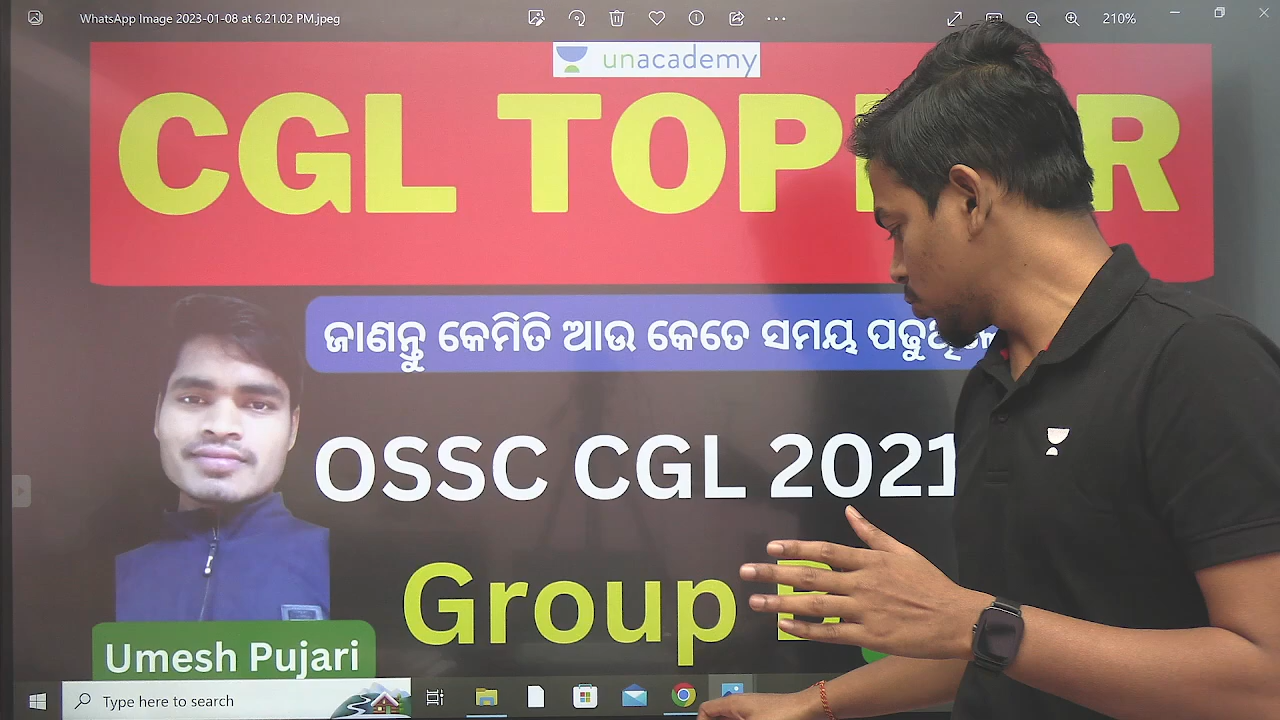 WhatsApp Image 2023-01-08 at 6.21.02 PM.jpeg
210%
unacademy
CGL
ଜାଣନ୍ତୁ କେମିତି ଆଉ କେତେ ସମୟ
OSSC CGL 2021
Group
Umesh Pujari
Type here to search